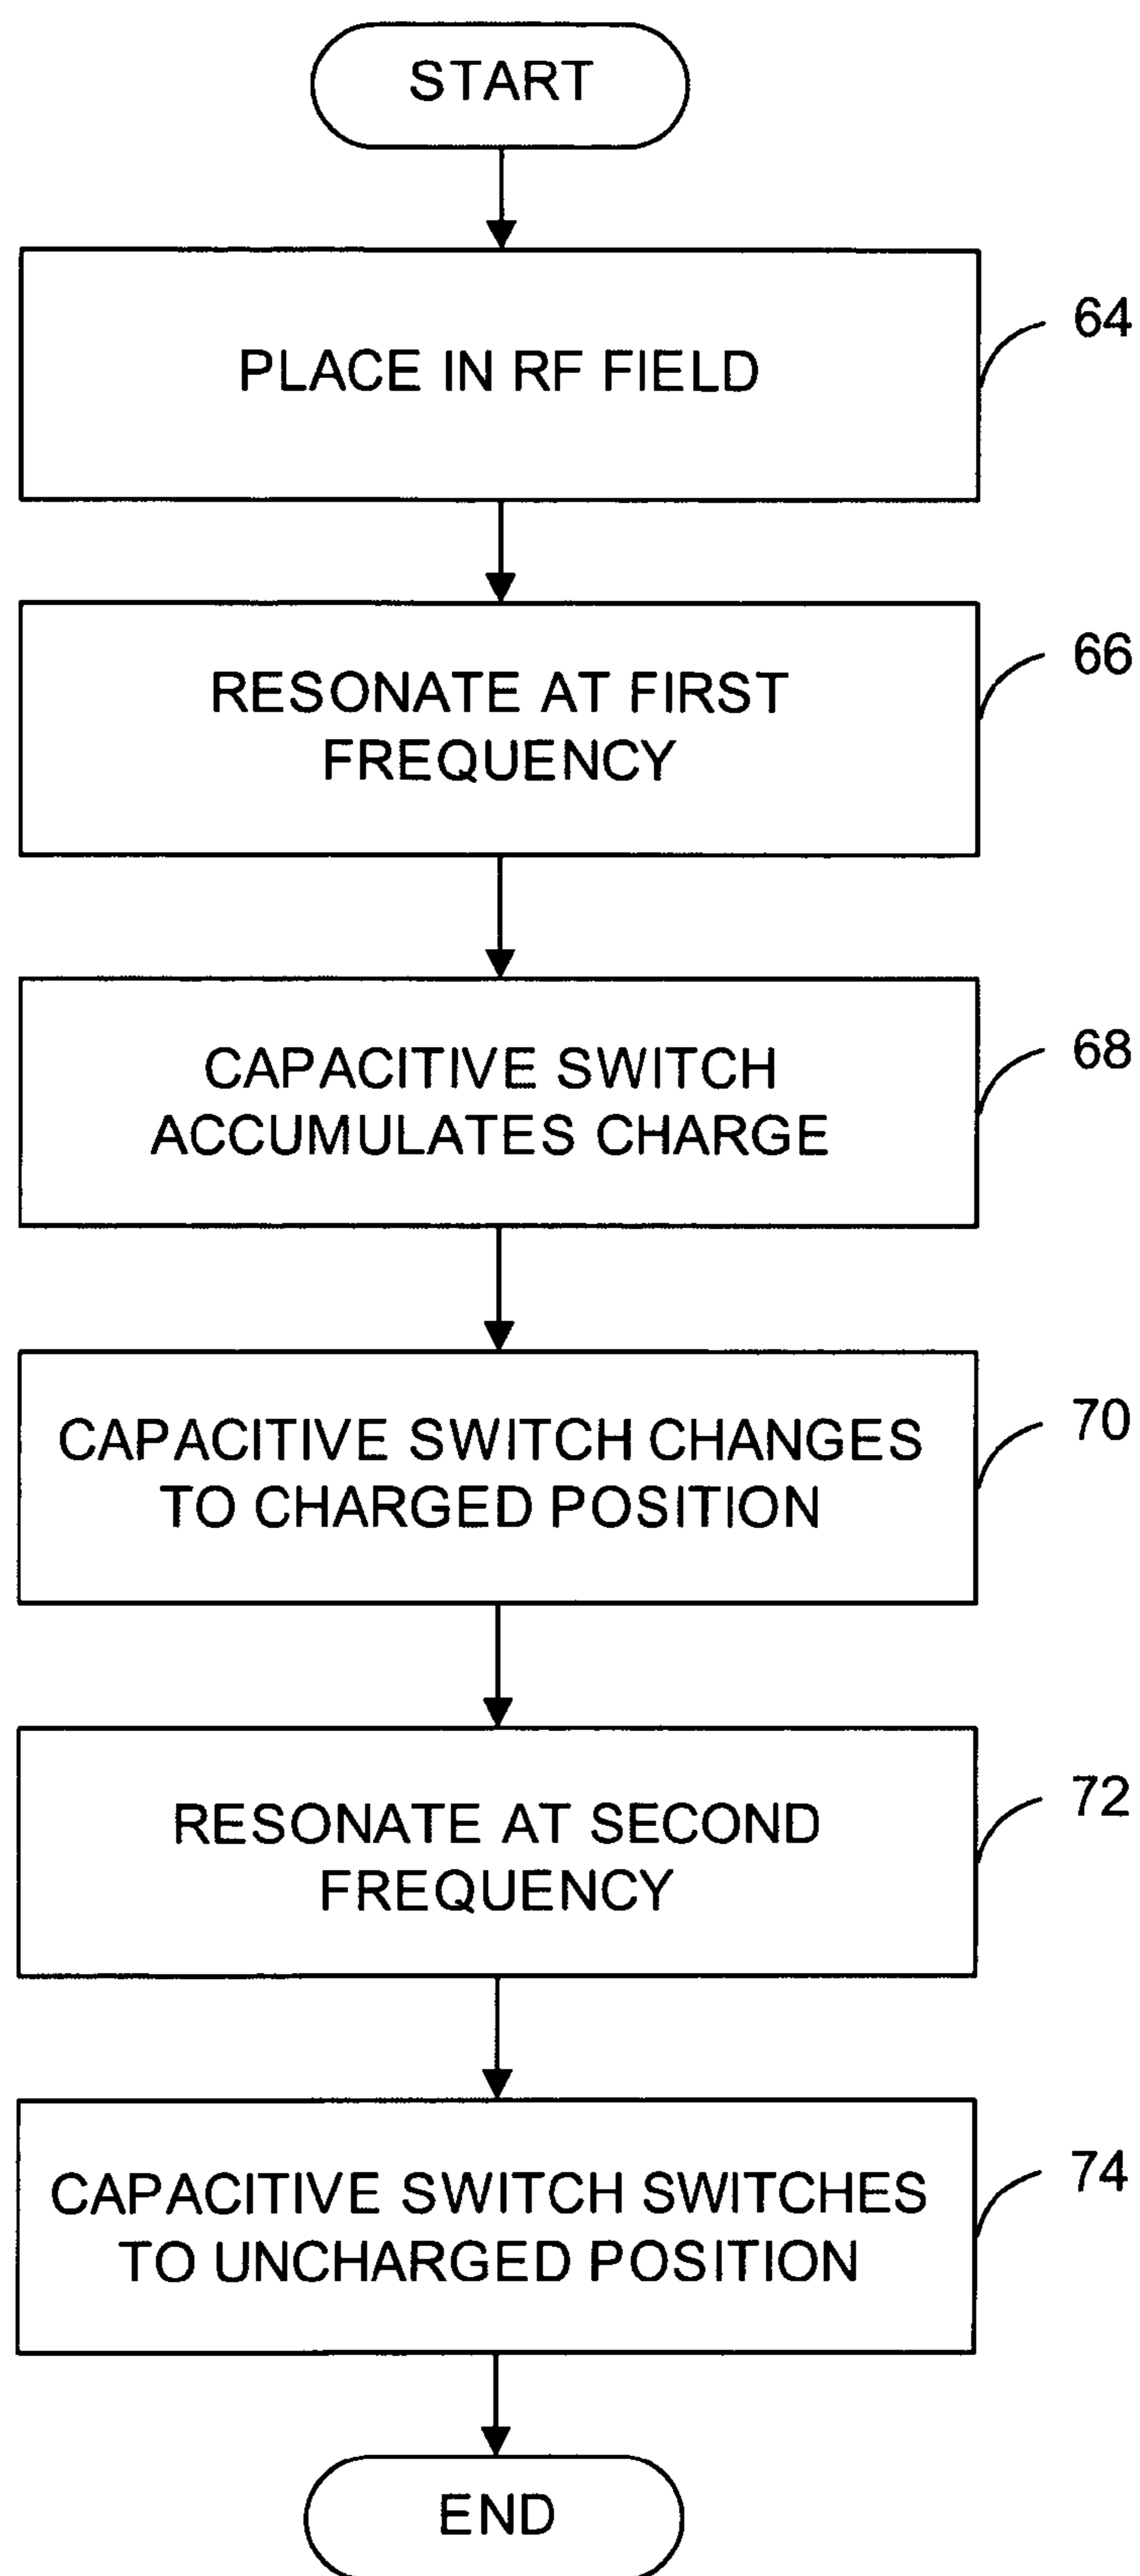 START
PLACE IN RF FIELD
64
RESONATE AT FIRST
FREQUENCY
66
CAPACITIVE SWITCH
ACCUMULATES CHARGE
68
CAPACITIVE SWITCH CHANGES
TO CHARGED POSITION
70
RESONATE AT SECOND
FREQUENCY
72
CAPACITIVE SWITCH SWITCHES
TO UNCHARGED POSITION
74
END